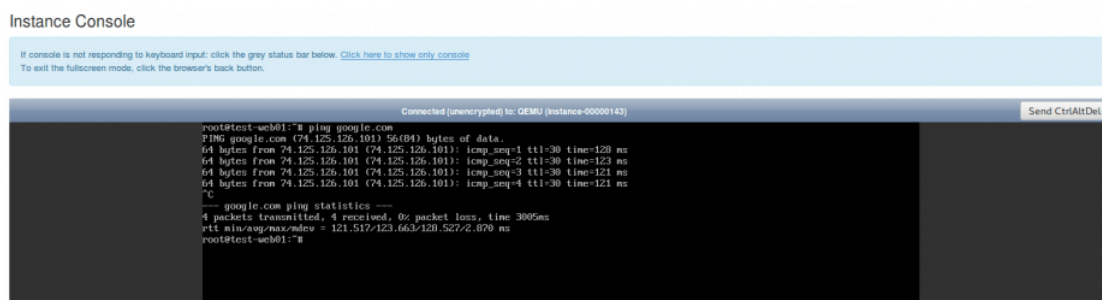 Instance Console
If console is not responding to keyboard input: click the grey status bar below. Click here to show only console
To exit the fullscreen mode, click the browser's back button.
Connected (unencrypted) to: QEMU (instance-00000143)
Send CtrlAltDel
root@test-web01:~# ping google.com
PING google.com (74.125.126.101) 56(84) bytes of data.
64 bytes from 74.125.126.101 (74.125.126.101): icmp_seq=1 ttl=30 time=128 ms
64 bytes from 74.125.126.101 (74.125.126.101): icmp_seq=2 ttl=30 time=123 ms
64 bytes from 74.125.126.101 (74.125.126.101): icmp_seq=3 ttl=30 time=121 ms
64 bytes from 74.125.126.101 (74.125.126.101): icmp_seq=4 ttl=30 time=121 ms
^C
--- google.com ping statistics ---
4 packets transmitted, 4 received, 0% packet loss, time 3005ms
rtt min/avg/max/mdev = 121.517/123.663/128.527/2.870 ms
root@test-web01:~#